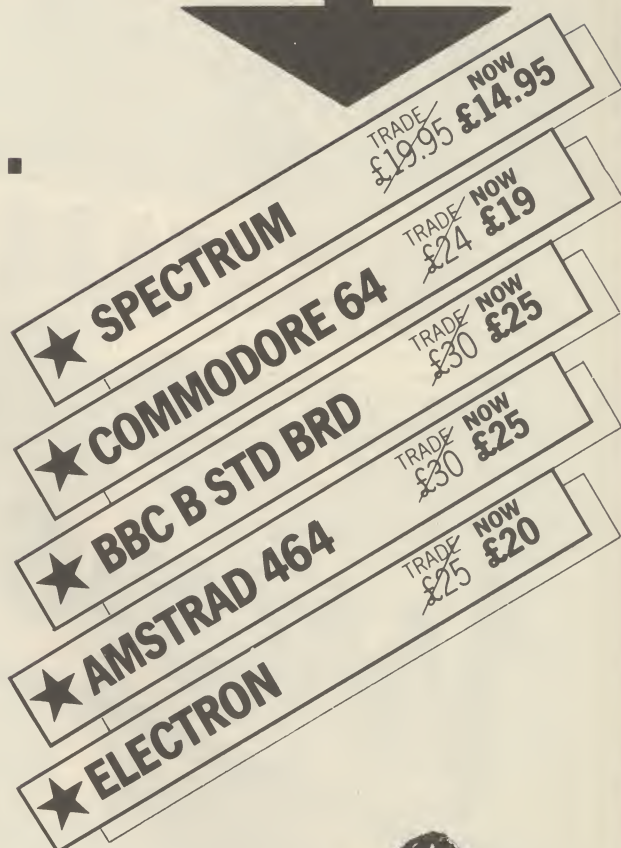 ★ SPECTRUM TRADE £19.95 NOW £14.95
★ COMMODORE 64 TRADE £24 NOW £19
★ BBC B STD BRD TRADE £30 NOW £25
★ AMSTRAD 464 TRADE £30 NOW £25
★ ELECTRON TRADE £25 NOW £20